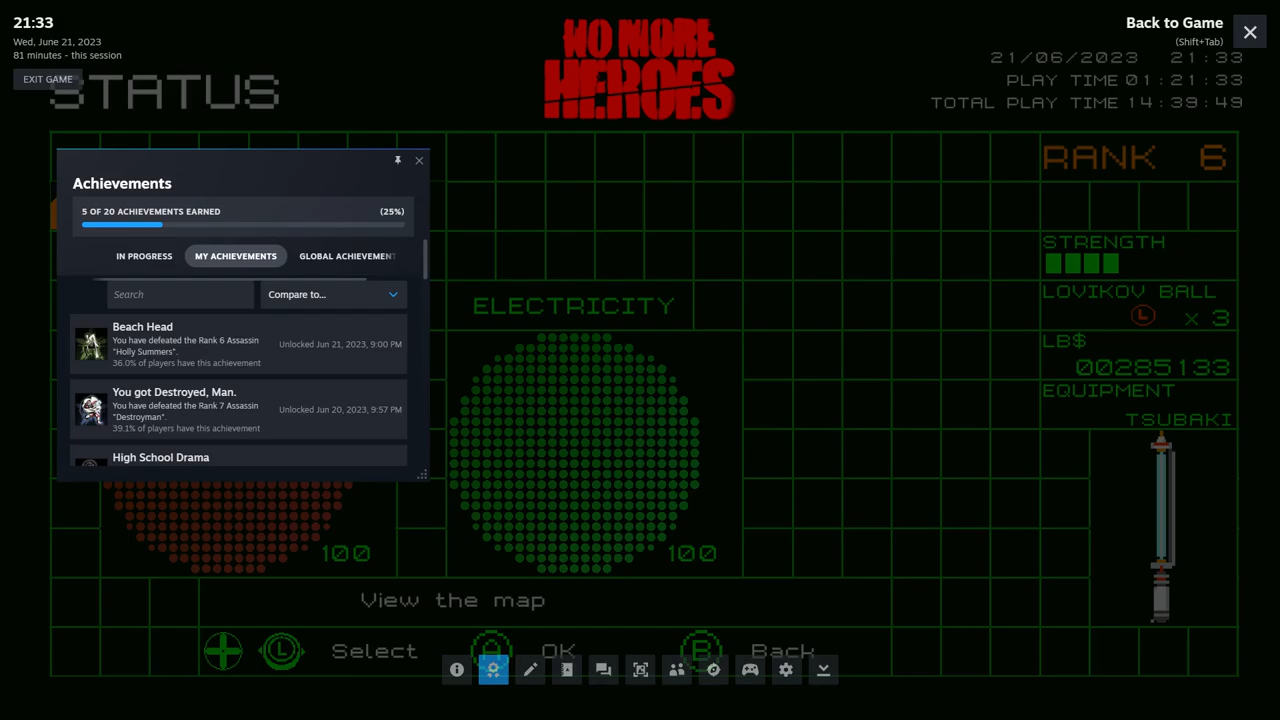 21:33
Wed, June 21, 2023
81 minutes - this session
EXIT GAME
STATUS
NO MORE
HEROES
Back to Game
(Shift+Tab)
21/06/2023 21:33
PLAY TIME 01:21:33
TOTAL PLAY TIME 14:39:49
Achievements
5 OF 20 ACHIEVEMENTS EARNED (25%)
IN PROGRESS
MY ACHIEVEMENTS
GLOBAL ACHIEVEMENT
Search
Compare to...
Beach Head
You have defeated the Rank 6 Assassin
"Holly Summers".
36.0% of players have this achievement
Unlocked Jun 21, 2023, 9:00 PM
You got Destroyed, Man.
You have defeated the Rank 7 Assassin
"Destroyman".
39.1% of players have this achievement
Unlocked Jun 20, 2023, 9:57 PM
High School Drama
100
ELECTRICITY
100
RANK 6
STRENGTH
LOVIKOV BALL
L x 3
LB$
00285133
EQUIPMENT
TSUBAKI
View the map
L Select A OK B Back